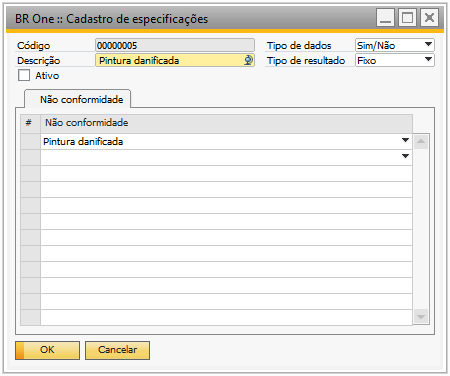 BR One :: Cadastro de especificações
Código 00000005 Tipo de dados Sim/Não
Descrição Pintura danificada Tipo de resultado Fixo
Ativo
Não conformidade
# Não conformidade
Pintura danificada
OK Cancelar